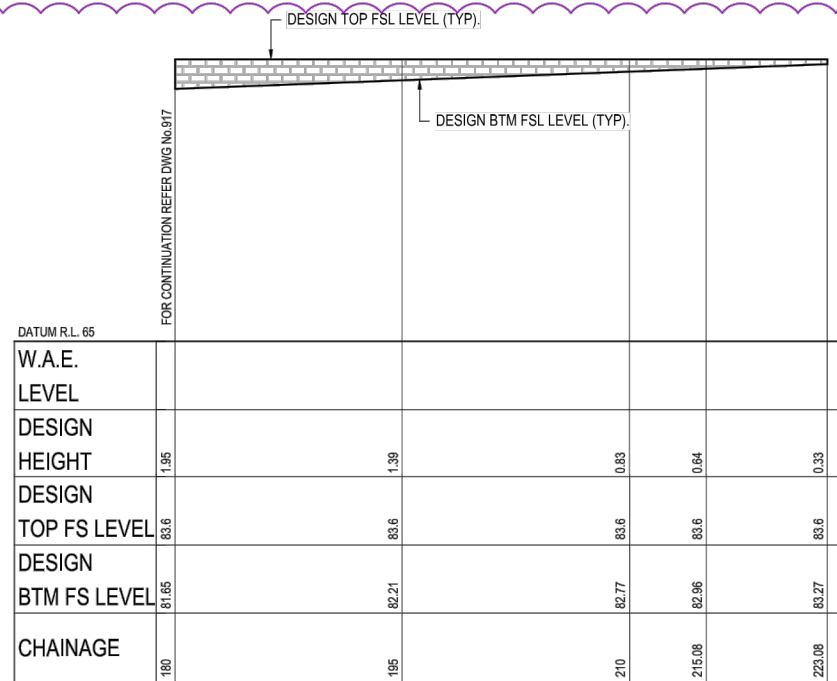 DESIGN TOP FSL LEVEL (TYP).
DESIGN BTM FSL LEVEL (TYP).
FOR CONTINUATION REFER DWG No.917
DATUM R.L. 65
W.A.E.
LEVEL
DESIGN
HEIGHT 1.95 1.39 0.83 0.64 0.33
DESIGN
TOP FS LEVEL 83.6 83.6 83.6 83.6 83.6
DESIGN
BTM FS LEVEL 81.65 82.21 82.77 82.96 83.27
CHAINAGE 180 195 210 215.08 223.08